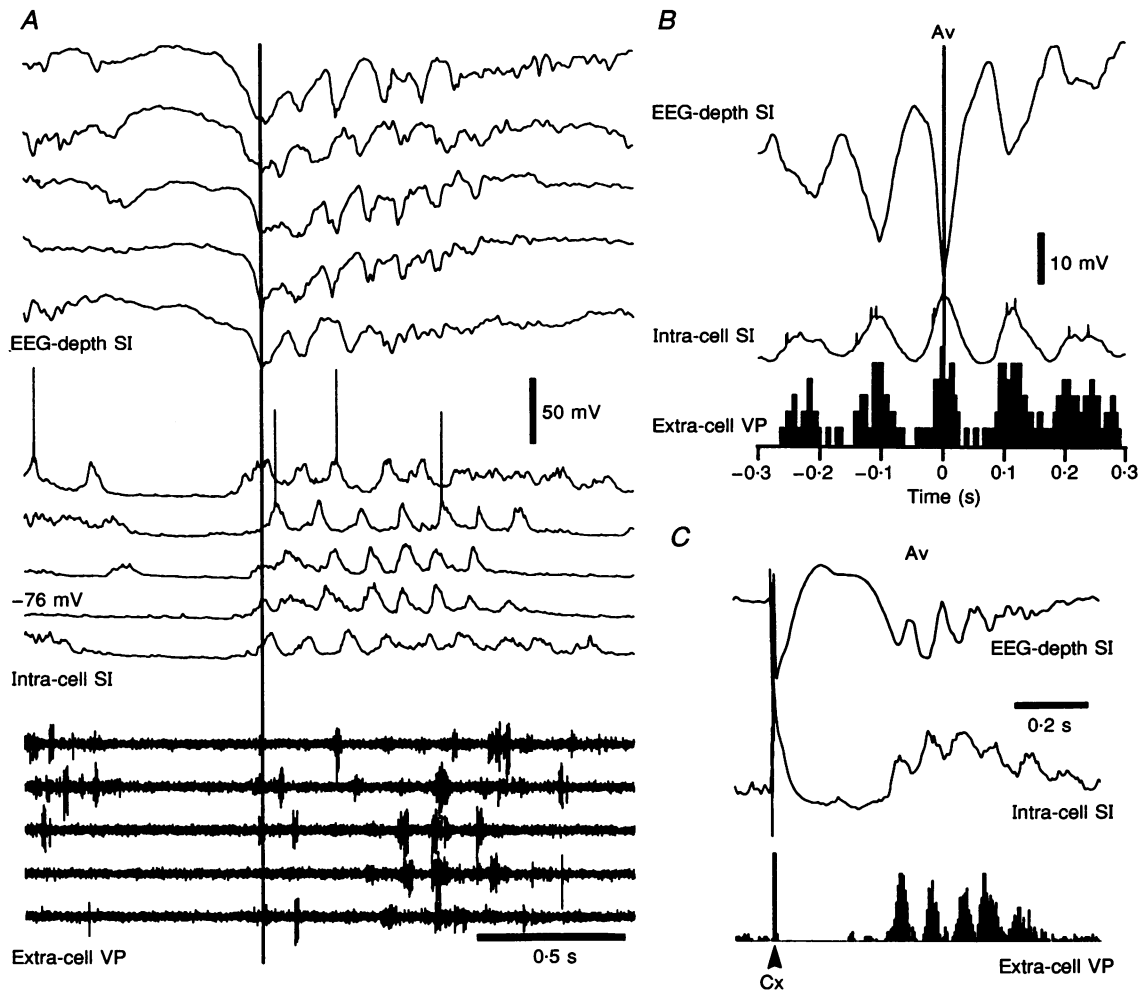 A
EEG-depth SI
50 mV
−76 mV
Intra-cell SI
Extra-cell VP
0·5 s
B
Av
EEG-depth SI
10 mV
Intra-cell SI
Extra-cell VP
−0·3 −0·2 −0·1 0 0·1 0·2 0·3
Time (s)
C
Av
EEG-depth SI
0·2 s
Intra-cell SI
Extra-cell VP
Cx